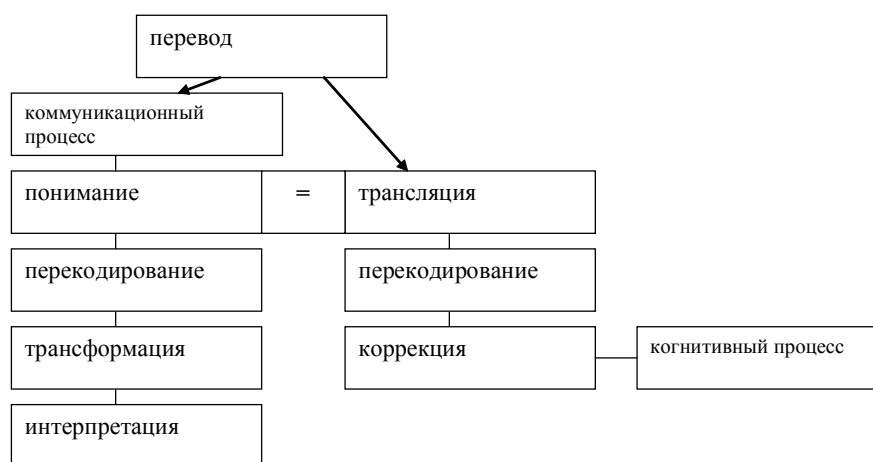 перевод
коммуникационный
процесс
понимание = трансляция
перекодирование перекодирование
трансформация коррекция когнитивный процесс
интерпретация